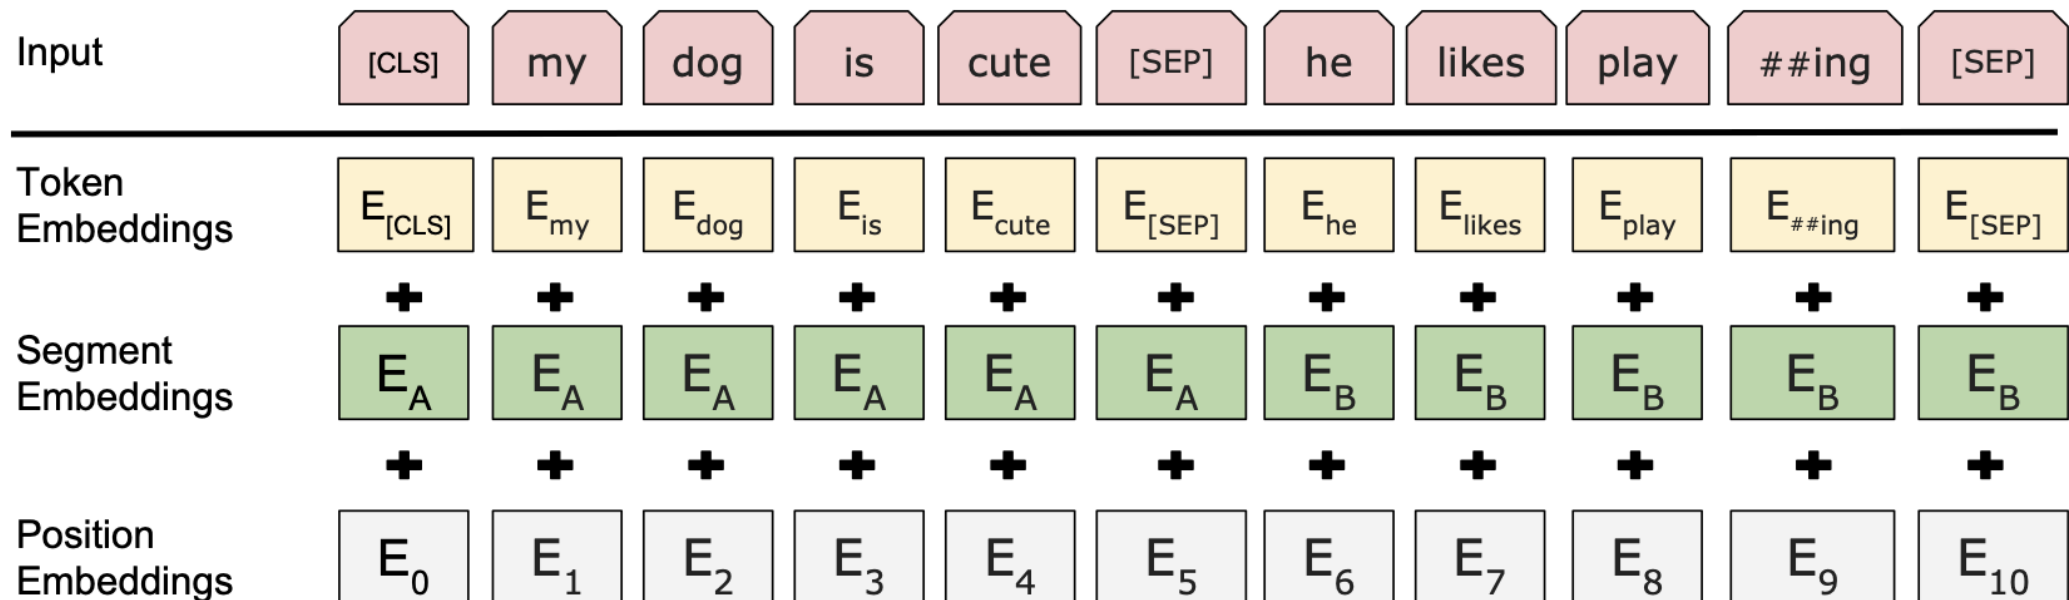 Input [CLS] my dog is cute [SEP] he likes play ##ing [SEP]
Token Embeddings E[CLS] Emy Edog Eis Ecute E[SEP] Ehe Elikes Eplay E##ing E[SEP]
+ + + + + + + + + + +
Segment Embeddings EA EA EA EA EA EA EB EB EB EB EB
+ + + + + + + + + + +
Position Embeddings E0 E1 E2 E3 E4 E5 E6 E7 E8 E9 E10